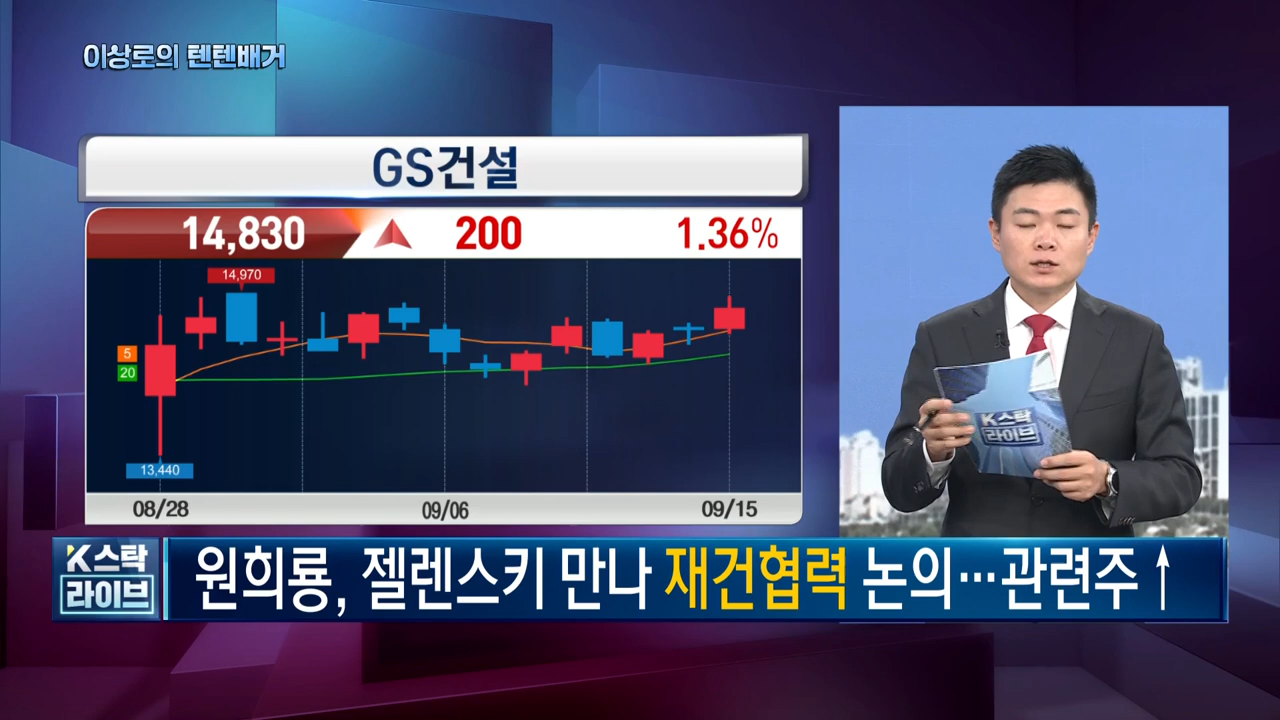 이상로의 텐텐배거
GS건설
14,830 200 1.36%
14,970
5
20
13,440
08/28 09/06 09/15
K스탁
라이브
K스탁
라이브
원희룡, 젤렌스키 만나 재건협력 논의…관련주↑